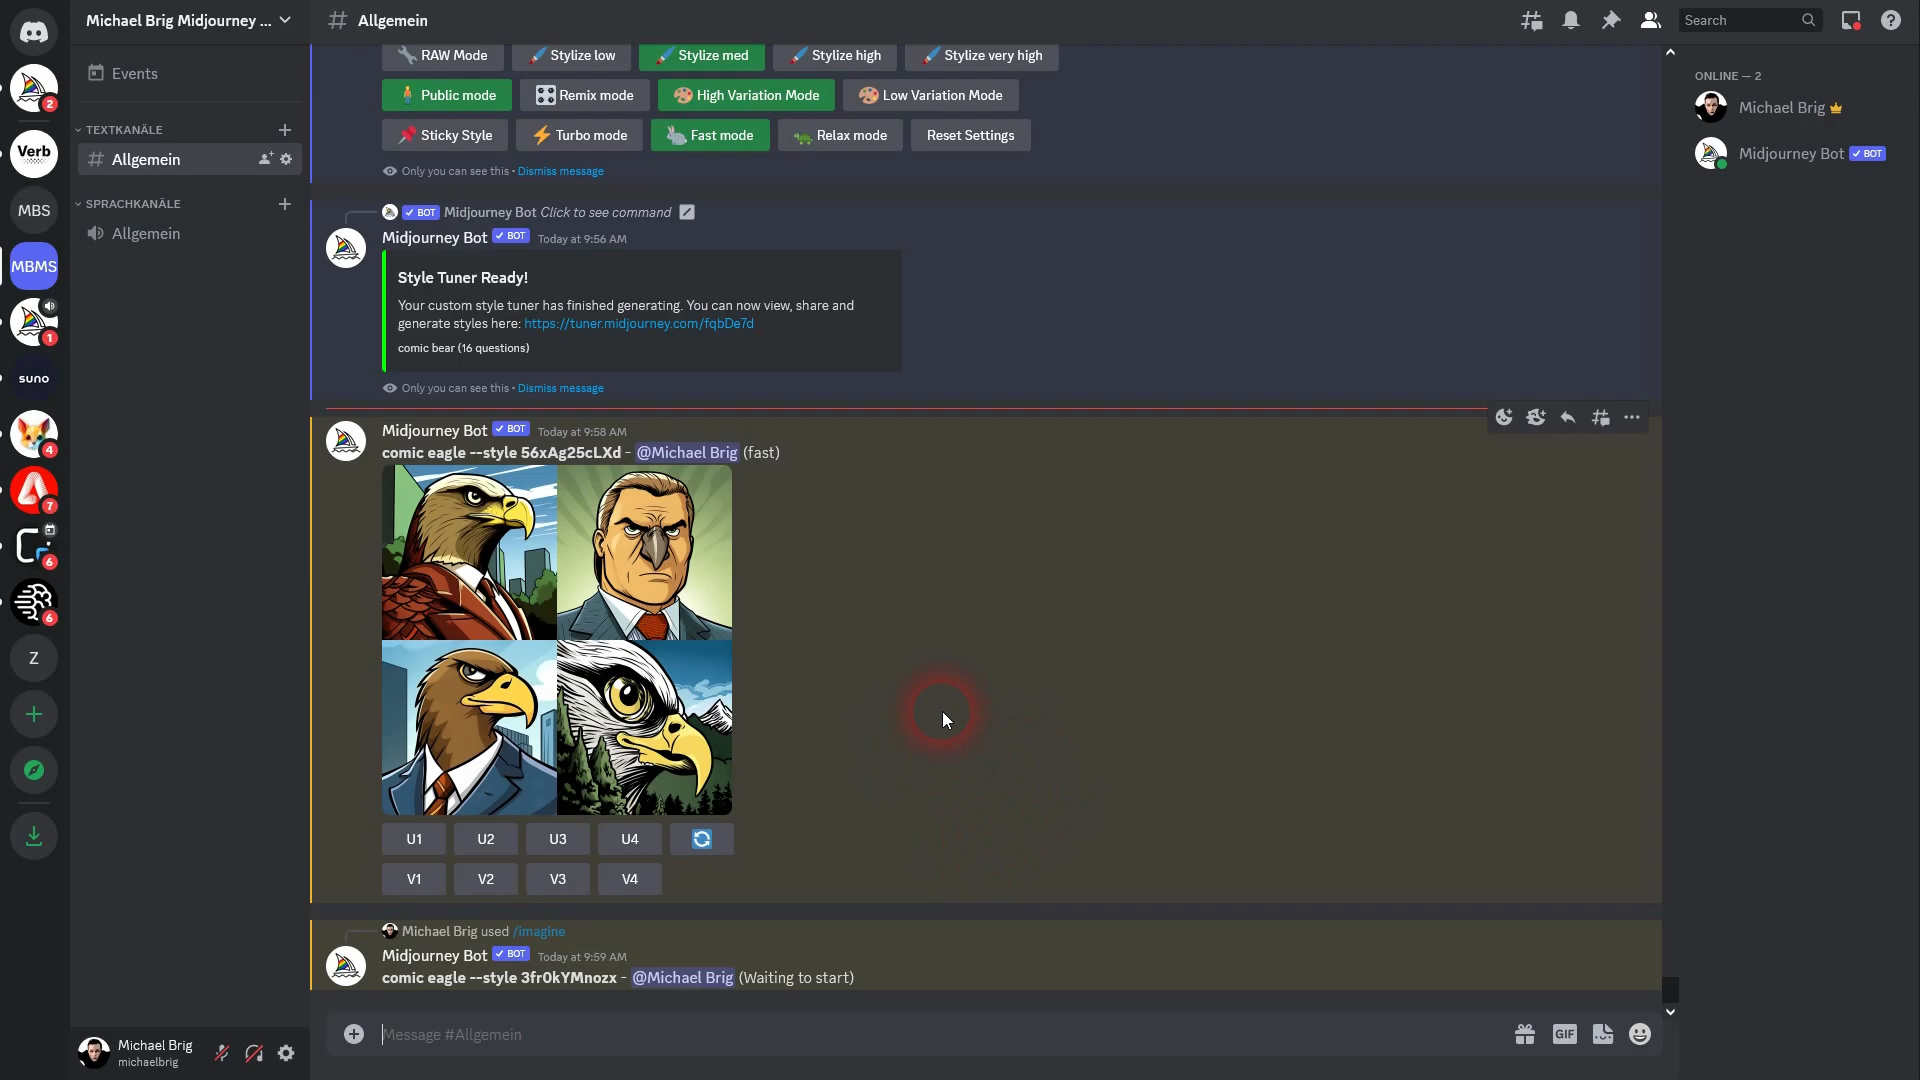 Michael Brig Midjourney ...
# Allgemein
Search
Events
TEXTKANÄLE
# Allgemein
SPRACHKANÄLE
Allgemein
2
Verb
MBS
MBMS
1
suno
4
7
6
6
Z
RAW Mode
Stylize low
Stylize med
Stylize high
Stylize very high
Public mode
Remix mode
High Variation Mode
Low Variation Mode
Sticky Style
Turbo mode
Fast mode
Relax mode
Reset Settings
Only you can see this • Dismiss message
✓ BOT Midjourney Bot Click to see command
Midjourney Bot ✓ BOT Today at 9:56 AM
Style Tuner Ready!
Your custom style tuner has finished generating. You can now view, share and
generate styles here: https://tuner.midjourney.com/fqbDe7d
comic bear (16 questions)
Only you can see this • Dismiss message
Midjourney Bot ✓ BOT Today at 9:58 AM
comic eagle --style 56xAg25cLXd - @Michael Brig (fast)
U1
U2
U3
U4
V1
V2
V3
V4
Michael Brig used /imagine
Midjourney Bot ✓ BOT Today at 9:59 AM
comic eagle --style 3fr0kYMnozx - @Michael Brig (Waiting to start)
Message #Allgemein
GIF
Michael Brig
michaelbrig
ONLINE — 2
Michael Brig
Midjourney Bot ✓ BOT